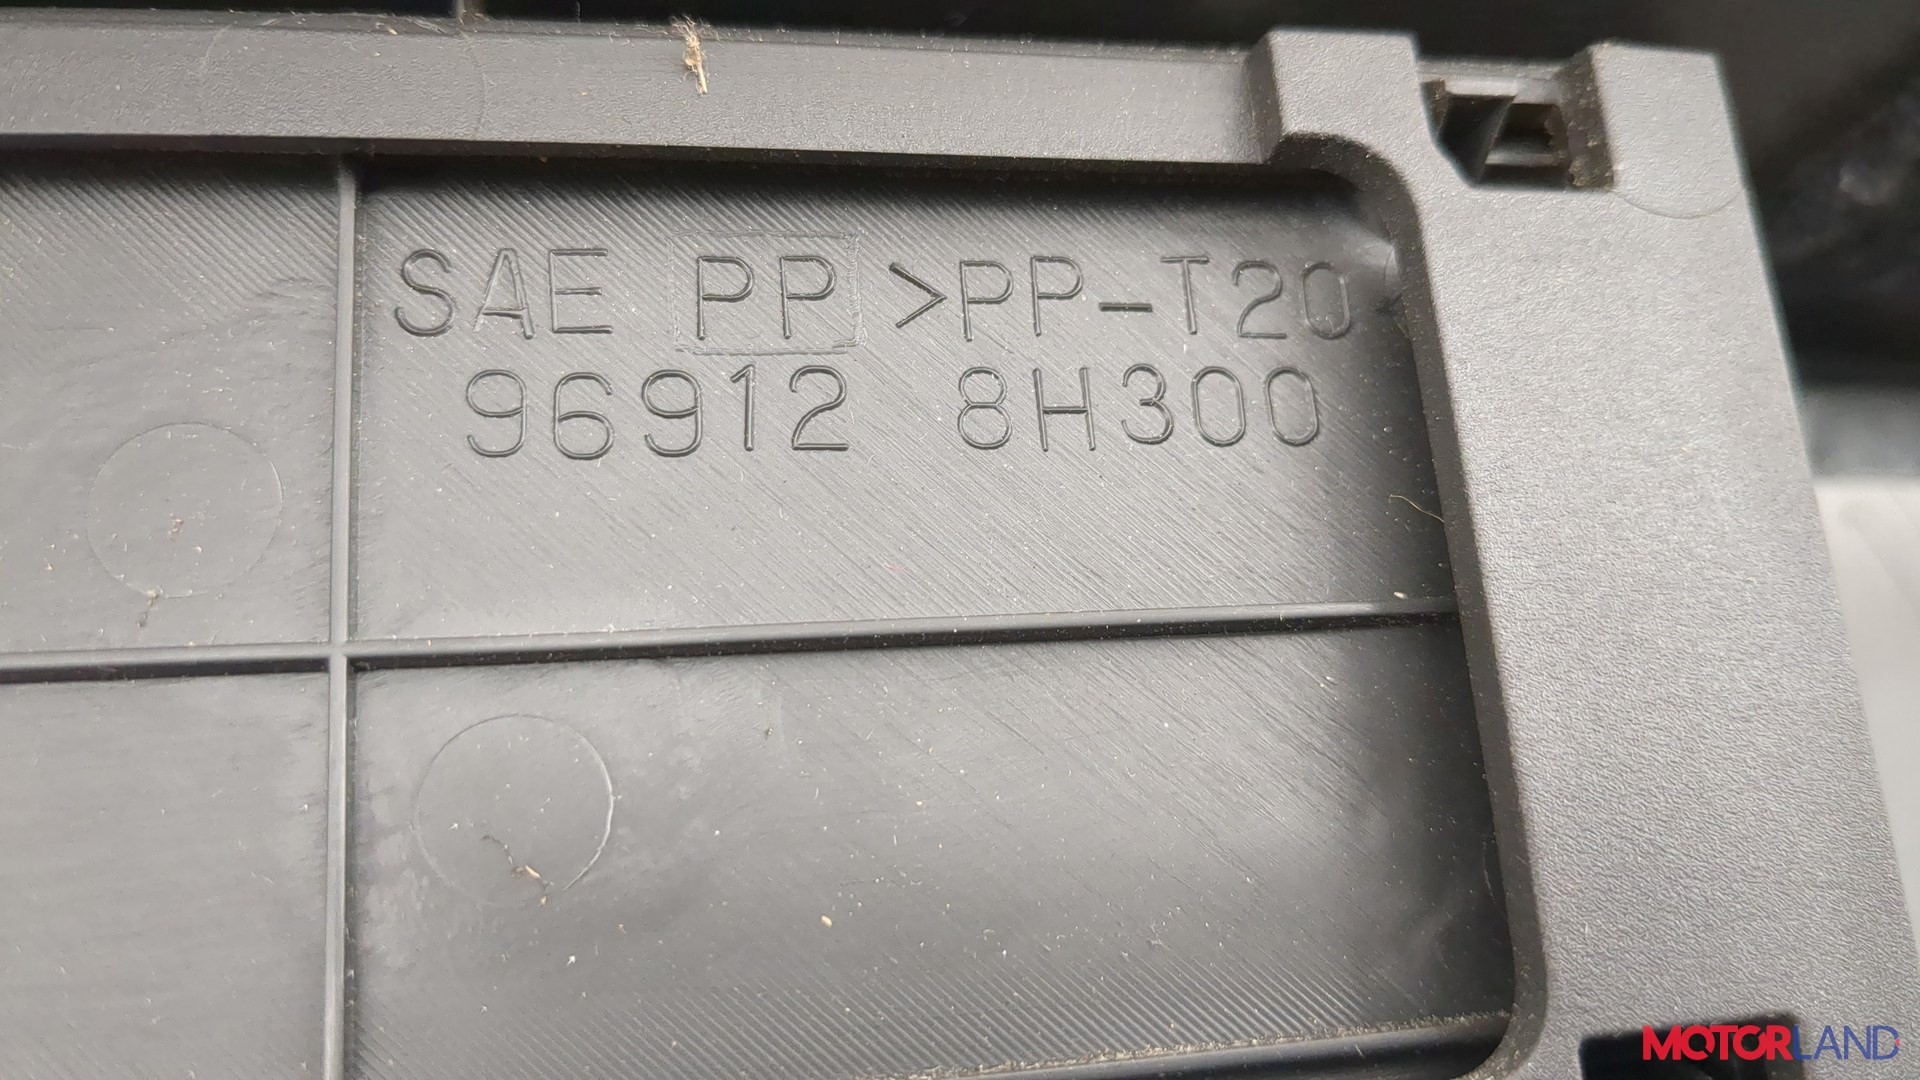 SAE PP >PP-T20
96912 8H300
MOTORLAND